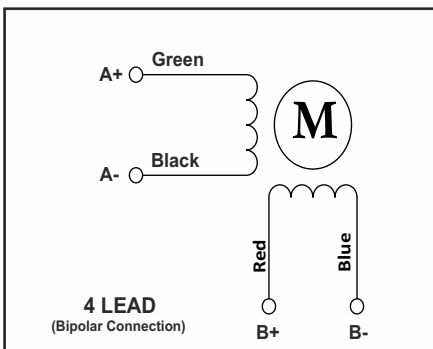 A+ Green
M
A- Black
Red Blue
4 LEAD
(Bipolar Connection)
B+ B-